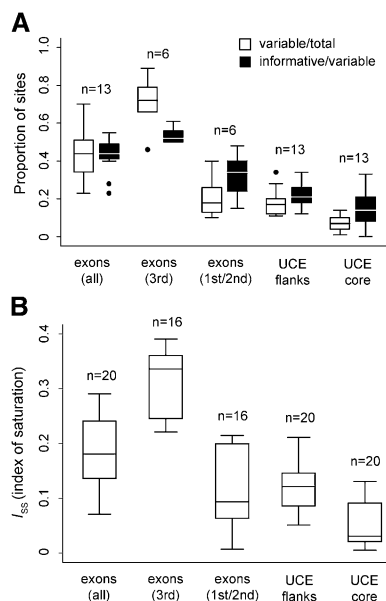 A
variable/total
informative/variable
Proportion of sites
1.0
0.8
0.6
0.4
0.2
0
n=13
n=6
n=6
n=13
n=13
exons (all)
exons (3rd)
exons (1st/2nd)
UCE flanks
UCE core
B
I_SS (index of saturation)
0.4
0.3
0.2
0.1
0
n=20
n=16
n=16
n=20
n=20
exons (all)
exons (3rd)
exons (1st/2nd)
UCE flanks
UCE core